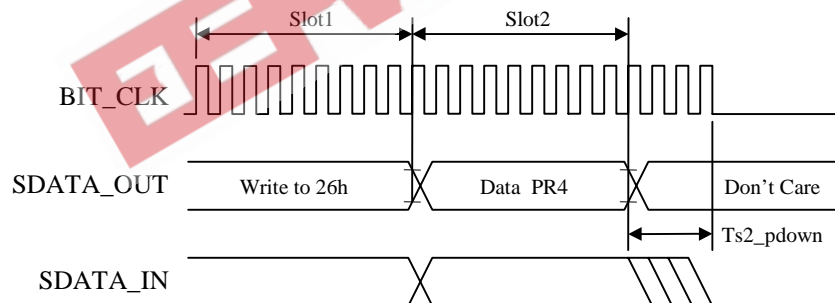 Slot1 Slot2
BIT_CLK
SDATA_OUT Write to 26h Data PR4 Don't Care
Ts2_pdown
SDATA_IN